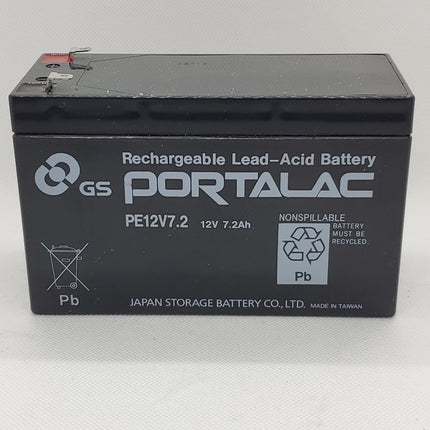 Rechargeable Lead-Acid Battery
GS PORTALAC
PE12V7.2 12V 7.2Ah
NONSPILLABLE
BATTERY
MUST BE
RECYCLED.
Pb
Pb
JAPAN STORAGE BATTERY CO., LTD. MADE IN TAIWAN